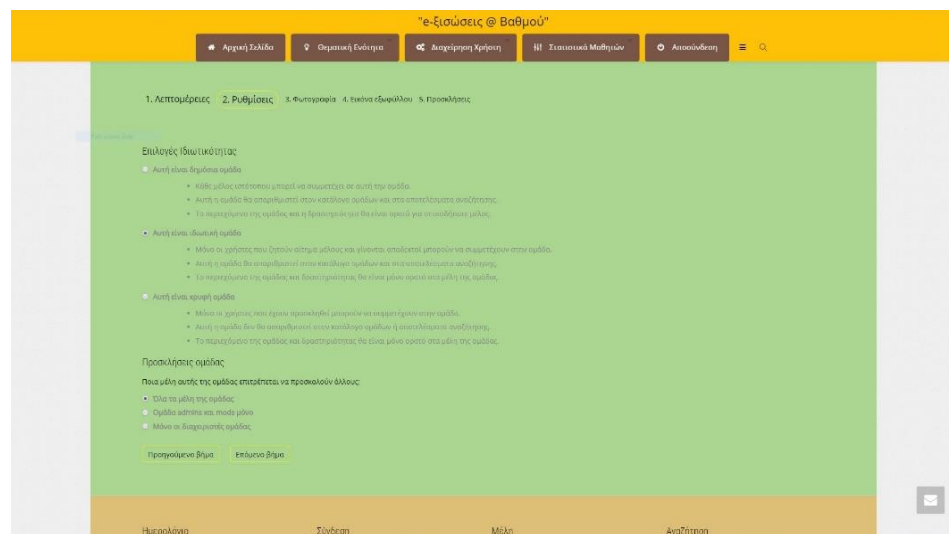 "e-ξισώσεις @ Βαθμού"
Αρχική Σελίδα Θεματική Ενότητα Διαχείρηση Χρήστη Στατιστικά Μαθητών Αποσύνδεση
1. Λεπτομέρειες 2. Ρυθμίσεις 3. Φωτογραφία 4. Εικόνα εξωφύλλου 5. Προσκλήσεις
Επιλογές Ιδιωτικότητας
Αυτή είναι δημόσια ομάδα
Κάθε μέλος ιστότοπου μπορεί να συμμετέχει σε αυτή την ομάδα.
Αυτή η ομάδα θα απαριθμιστεί στον κατάλογο ομάδων και στα αποτελέσματα αναζήτησης.
Το περιεχόμενο της ομάδας και η δραστηριότητα θα είναι ορατό για οποιοδήποτε μέλος.
Αυτή είναι ιδιωτική ομάδα
Μόνο οι χρήστες που ζητούν αίτημα μέλους και γίνονται αποδεκτοί μπορούν να συμμετέχουν στην ομάδα.
Αυτή η ομάδα θα απαριθμιστεί στον κατάλογο ομάδων και στα αποτελέσματα αναζήτησης.
Το περιεχόμενο της ομάδας και δραστηριότητας θα είναι μόνο ορατό στα μέλη της ομάδας.
Αυτή είναι κρυφή ομάδα
Μόνο οι χρήστες που έχουν προσκληθεί μπορούν να συμμετέχουν στην ομάδα.
Αυτή η ομάδα δεν θα απαριθμιστεί στον κατάλογο ομάδων ή αποτελέσματα αναζήτησης.
Το περιεχόμενο της ομάδας και δραστηριότητας θα είναι μόνο ορατό στα μέλη της ομάδας.
Προσκλήσεις ομάδας
Ποια μέλη αυτής της ομάδας επιτρέπεται να προσκαλούν άλλους;
Όλα τα μέλη της ομάδας
Ομάδα admins και mods μόνο
Μόνο οι διαχειριστές ομάδας
Προηγούμενο βήμα Επόμενο βήμα
Ημερολόγιο Σύνδεση Μέλη Αναζήτηση